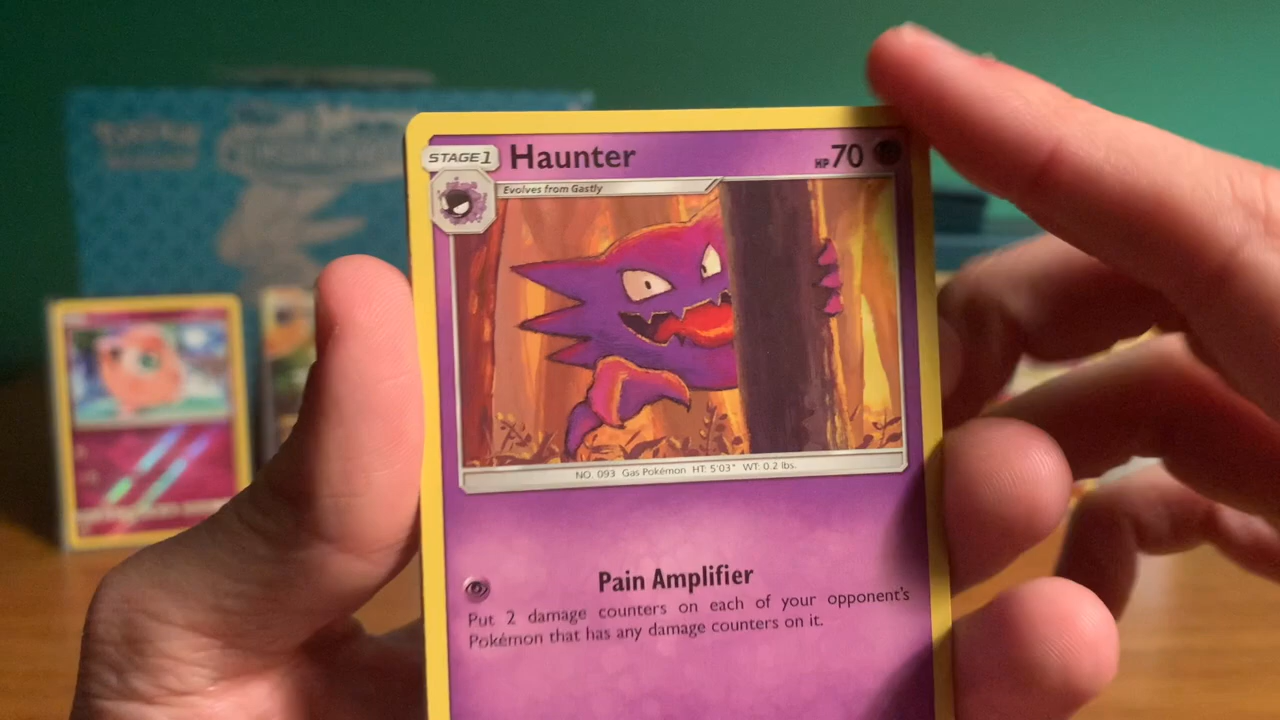 STAGE 1 Haunter HP 70
Evolves from Gastly
NO. 093 Gas Pokémon HT: 5'03" WT: 0.2 lbs.
Pain Amplifier
Put 2 damage counters on each of your opponent's
Pokémon that has any damage counters on it.